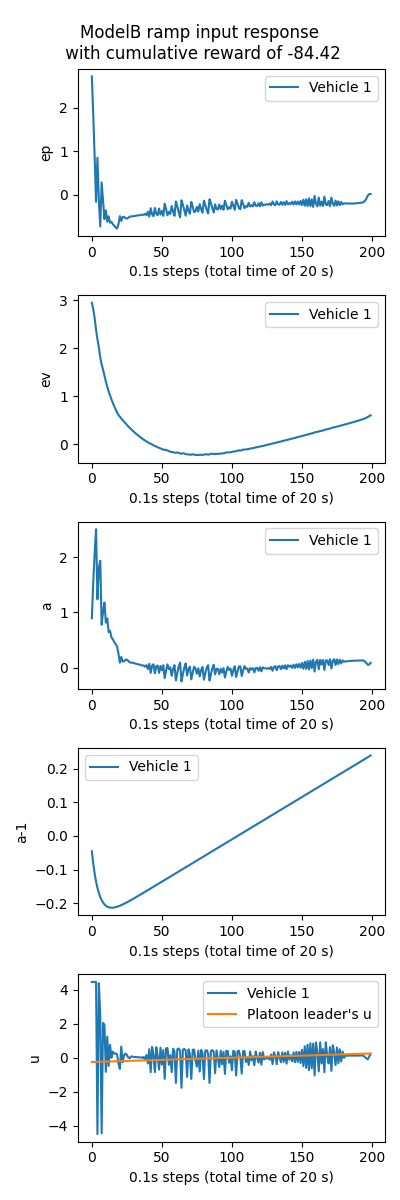 ModelB ramp input response
with cumulative reward of -84.42
Vehicle 1
ep
2
1
0
0 50 100 150 200
0.1s steps (total time of 20 s)
Vehicle 1
ev
3
2
1
0
0 50 100 150 200
0.1s steps (total time of 20 s)
Vehicle 1
a
2
1
0
0 50 100 150 200
0.1s steps (total time of 20 s)
Vehicle 1
a-1
0.2
0.1
0.0
−0.1
−0.2
0 50 100 150 200
0.1s steps (total time of 20 s)
Vehicle 1
Platoon leader's u
u
4
2
0
−2
−4
0 50 100 150 200
0.1s steps (total time of 20 s)